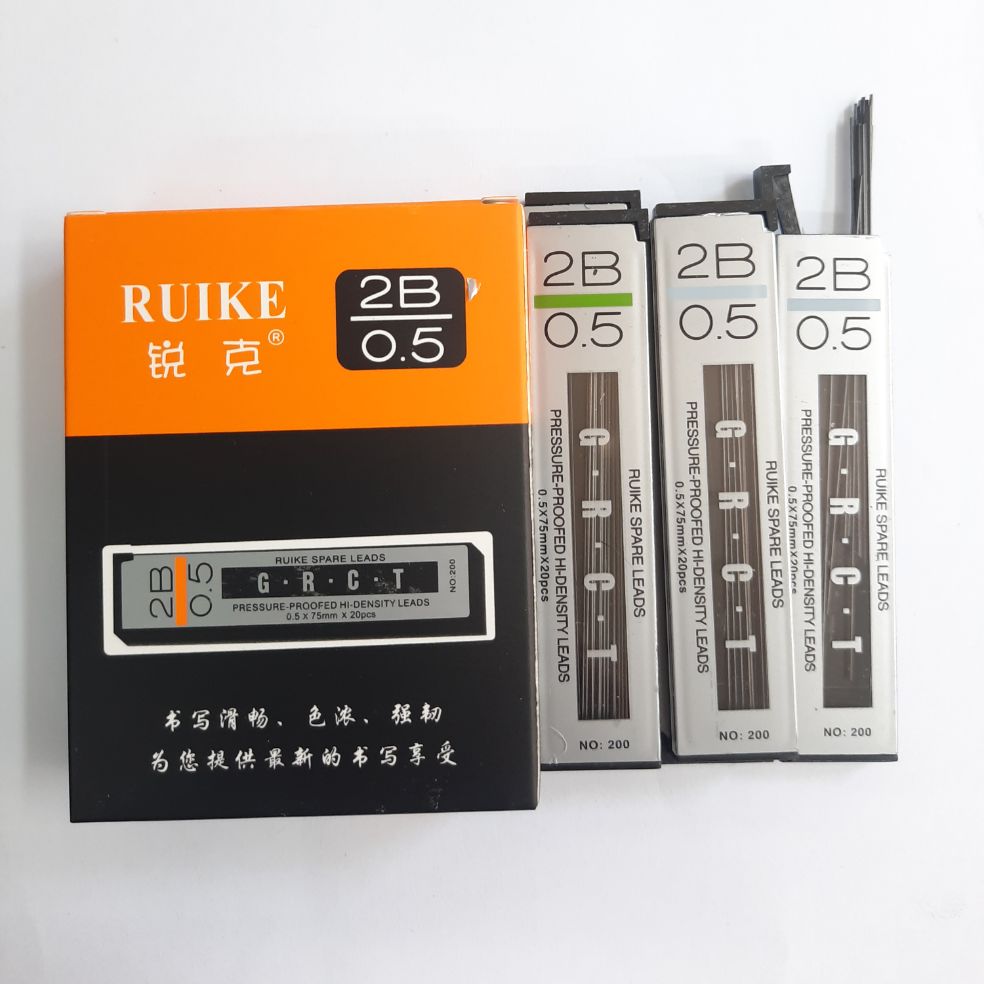 RUIKE
锐克®
2B
0.5
2B
0.5
RUIKE SPARE LEADS
G·R·C·T
NO:200
PRESSURE-PROOFED HI-DENSITY LEADS
0.5 X 75mm X 20pcs
书写滑畅、色浓、强韧
为您提供最新的书写享受
2B
0.5
RUIKE SPARE LEADS
G·R·C·T
PRESSURE-PROOFED HI-DENSITY LEADS
0.5X75mmX20pcs
NO: 200
2B
0.5
RUIKE SPARE LEADS
G·R·C·T
PRESSURE-PROOFED HI-DENSITY LEADS
0.5X75mmX20pcs
NO: 200
2B
0.5
RUIKE SPARE LEADS
G·R·C·T
PRESSURE-PROOFED HI-DENSITY LEADS
0.5X75mmX20pcs
NO: 200